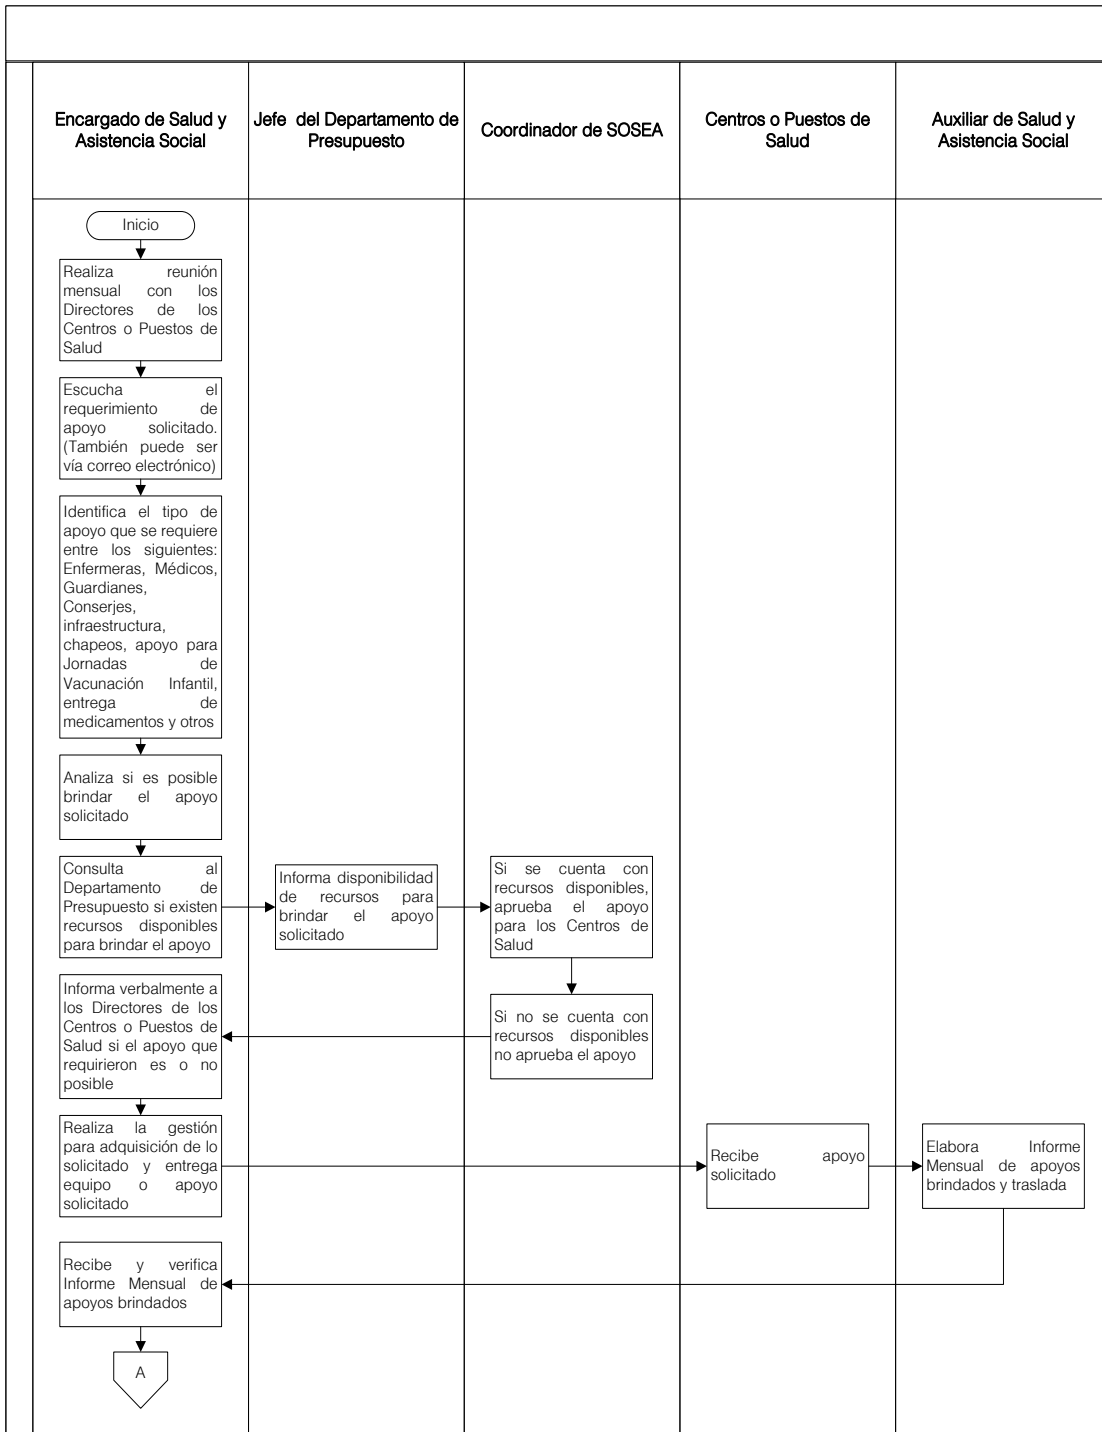 Encargado de Salud y
Asistencia Social
Jefe del Departamento de
Presupuesto
Coordinador de SOSEA
Centros o Puestos de
Salud
Auxiliar de Salud y
Asistencia Social
Inicio
Realiza reunión
mensual con los
Directores de los
Centros o Puestos de
Salud
Escucha el
requerimiento de
apoyo solicitado.
(También puede ser
vía correo electrónico)
Identifica el tipo de
apoyo que se requiere
entre los siguientes:
Enfermeras, Médicos,
Guardianes,
Conserjes,
infraestructura,
chapeos, apoyo para
Jornadas de
Vacunación Infantil,
entrega de
medicamentos y otros
Analiza si es posible
brindar el apoyo
solicitado
Consulta al
Departamento de
Presupuesto si existen
recursos disponibles
para brindar el apoyo
Informa disponibilidad
de recursos para
brindar el apoyo
solicitado
Si se cuenta con
recursos disponibles,
aprueba el apoyo
para los Centros de
Salud
Si no se cuenta con
recursos disponibles
no aprueba el apoyo
Informa verbalmente a
los Directores de los
Centros o Puestos de
Salud si el apoyo que
requirieron es o no
posible
Realiza la gestión
para adquisición de lo
solicitado y entrega
equipo o apoyo
solicitado
Recibe apoyo
solicitado
Elabora Informe
Mensual de apoyos
brindados y traslada
Recibe y verifica
Informe Mensual de
apoyos brindados
A